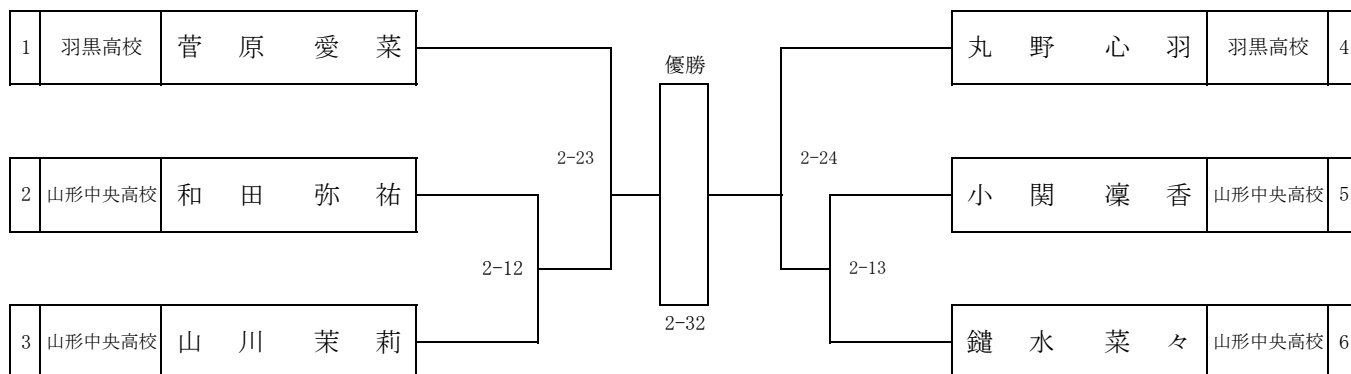 1 羽黒高校 菅原愛菜
丸野心羽 羽黒高校 4
優勝
2-23
2-24
2 山形中央高校 和田弥祐
小関凜香 山形中央高校 5
2-12
2-13
2-32
3 山形中央高校 山川茉莉
鑓水菜々 山形中央高校 6